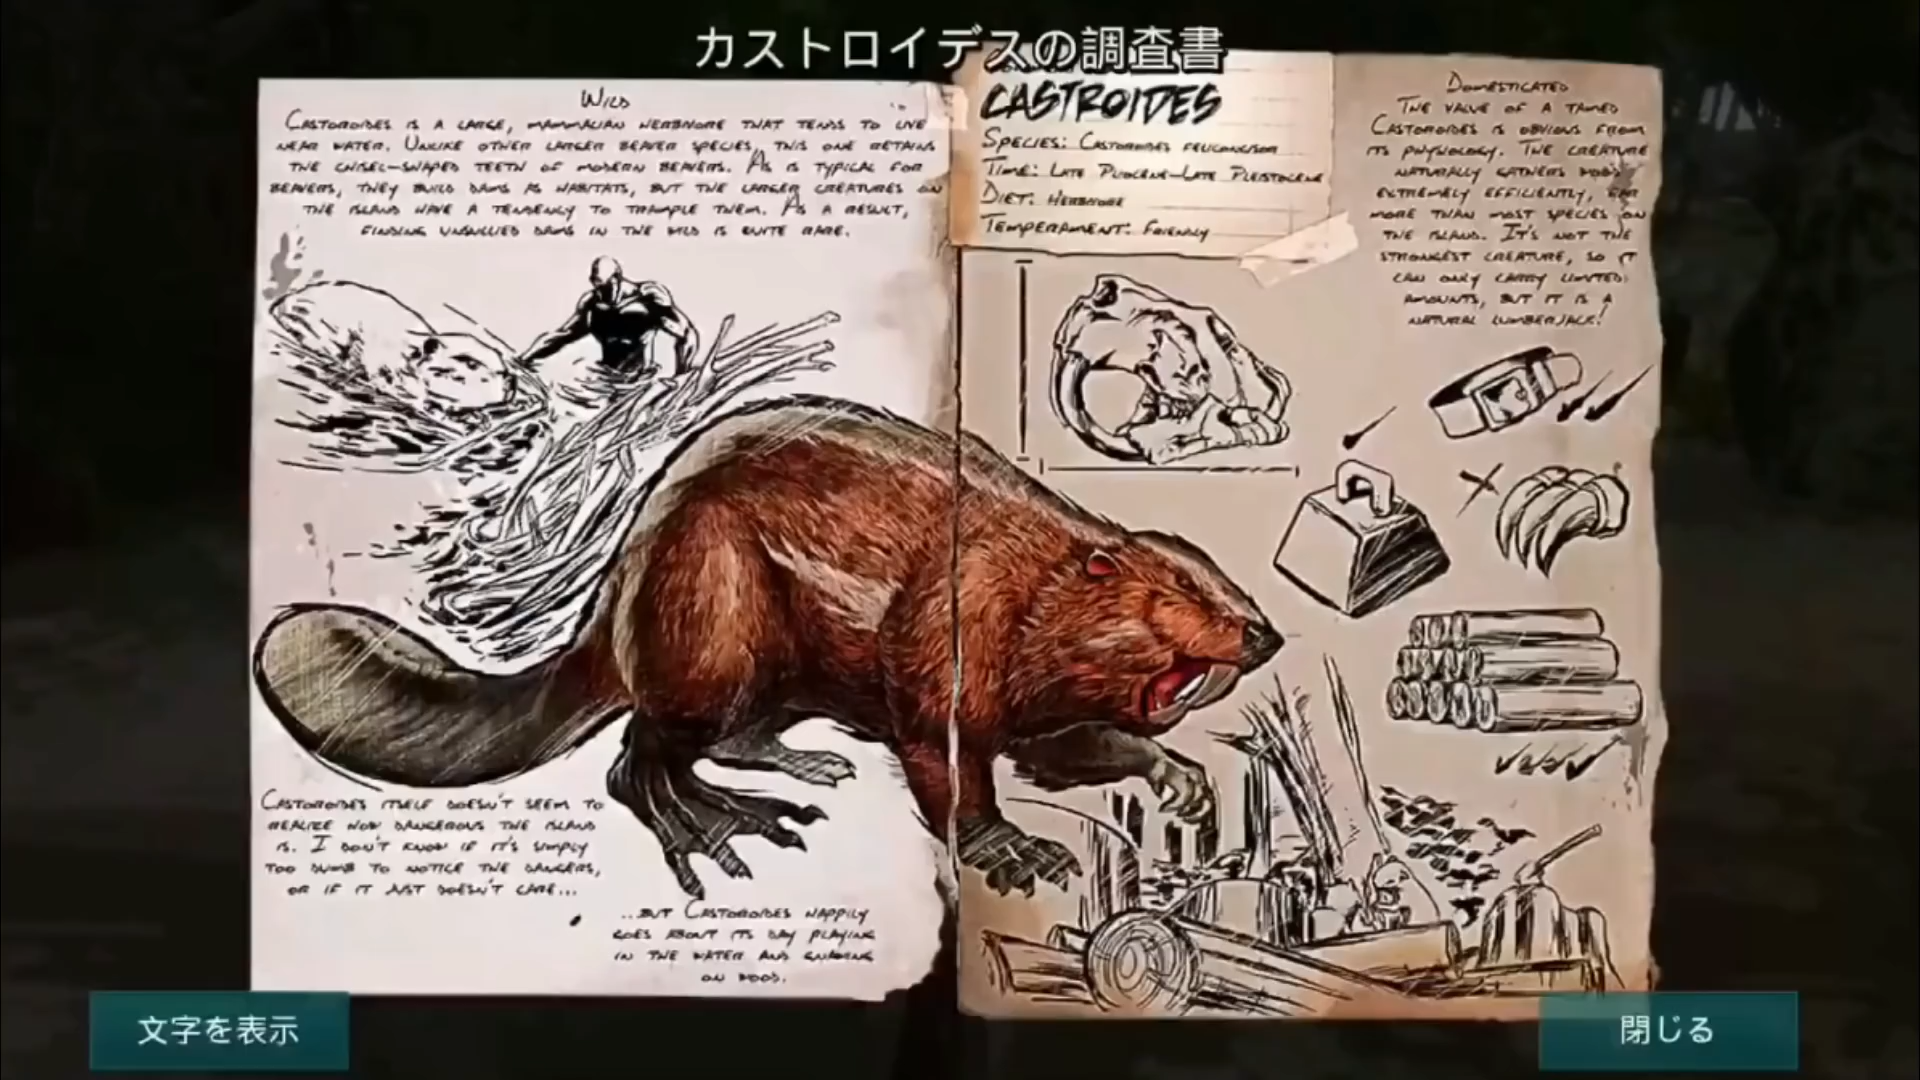 カストロイデスの調査書
Wild
Castoroides is a large, mammalian herbivore that tends to live
near water. Unlike other larger beaver species, this one retains
the chisel-shaped teeth of modern beavers. As is typical for
beavers, they build dams as habitats, but the larger creatures on
the island have a tendency to trample them. As a result,
finding unsullied dams in the wild is quite rare.
Castoroides itself doesn't seem to
realize how dangerous the island
is. I don't know if it's simply
too dumb to notice the dangers,
or if it just doesn't care...
...but Castoroides happily
goes about its day playing
in the water and gnawing
on wood.
CASTROIDES
Species: Castoroides feliconsisor
Time: Late Pliocene-Late Pleistocene
Diet: Herbivore
Temperament: Friendly
Domesticated
The value of a tamed
Castoroides is obvious from
its physiology. The creature
naturally gathers wood
extremely efficiently, far
more than most species on
the island. It's not the
strongest creature, so it
can only carry limited
amounts, but it is a
natural lumberjack!
文字を表示
閉じる